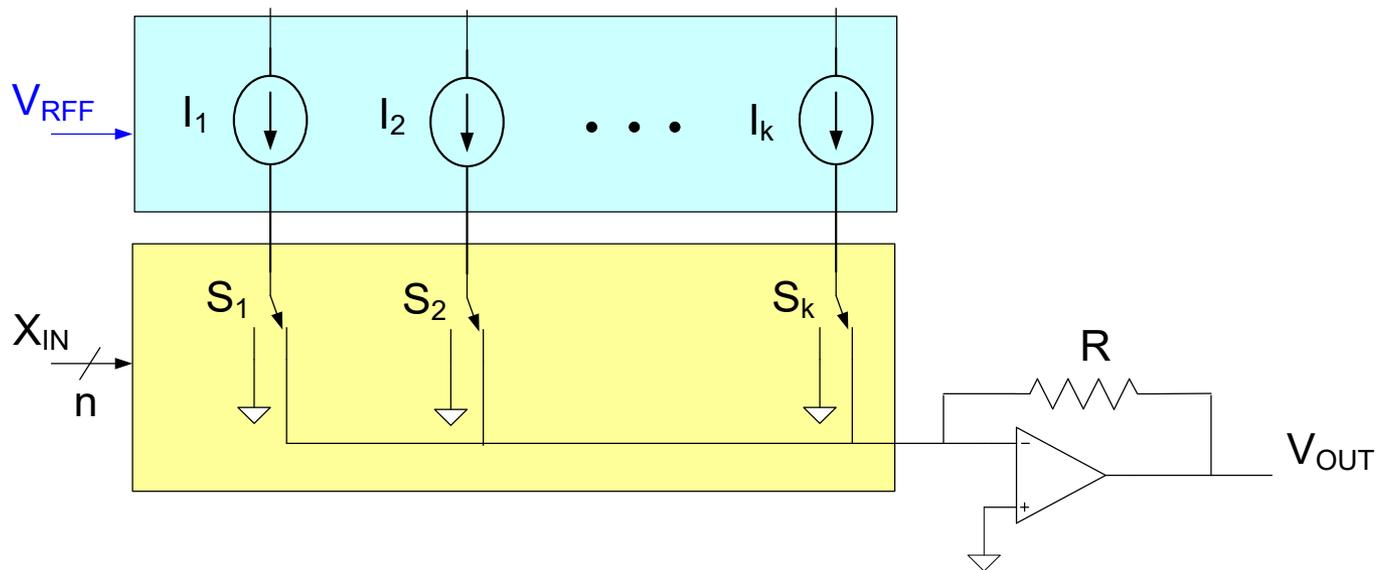 V_RFF
I_1
I_2
• • •
I_k
S_1
S_2
S_k
X_IN
n
R
−
+
V_OUT